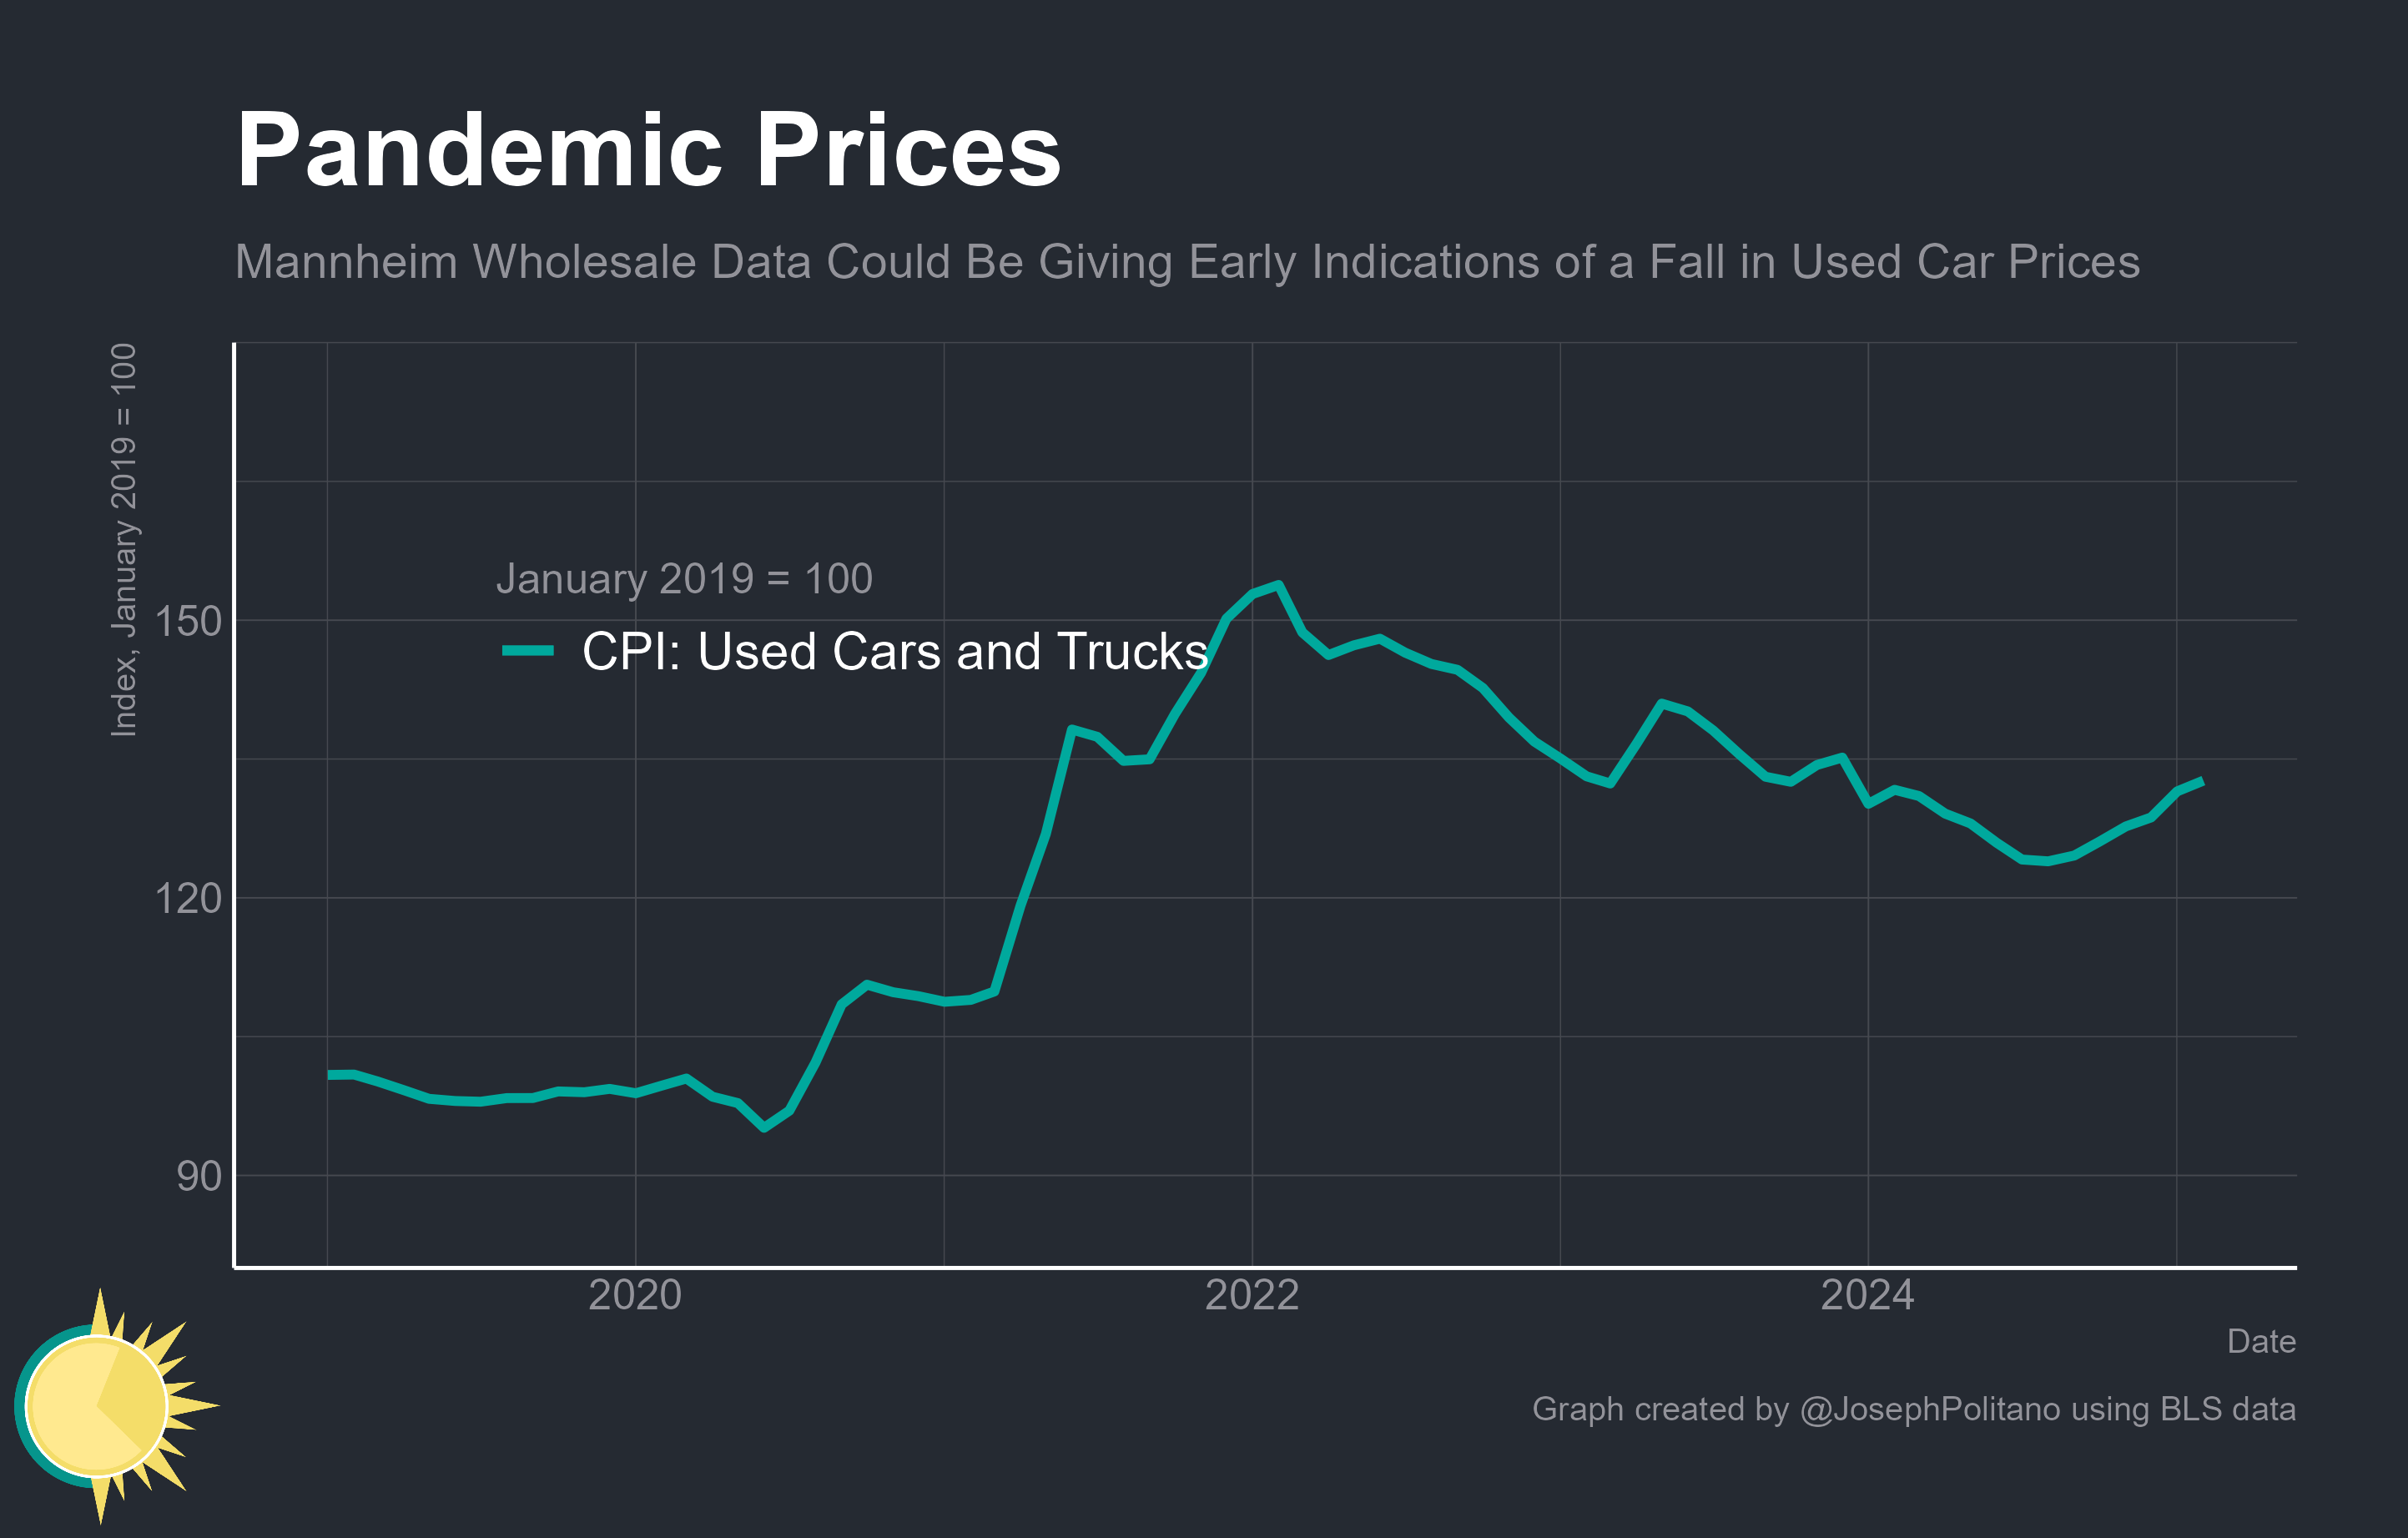 Pandemic Prices
Mannheim Wholesale Data Could Be Giving Early Indications of a Fall in Used Car Prices
Index, January 2019 = 100
January 2019 = 100
CPI: Used Cars and Trucks
150
120
90
2020
2022
2024
Date
Graph created by @JosephPolitano using BLS data